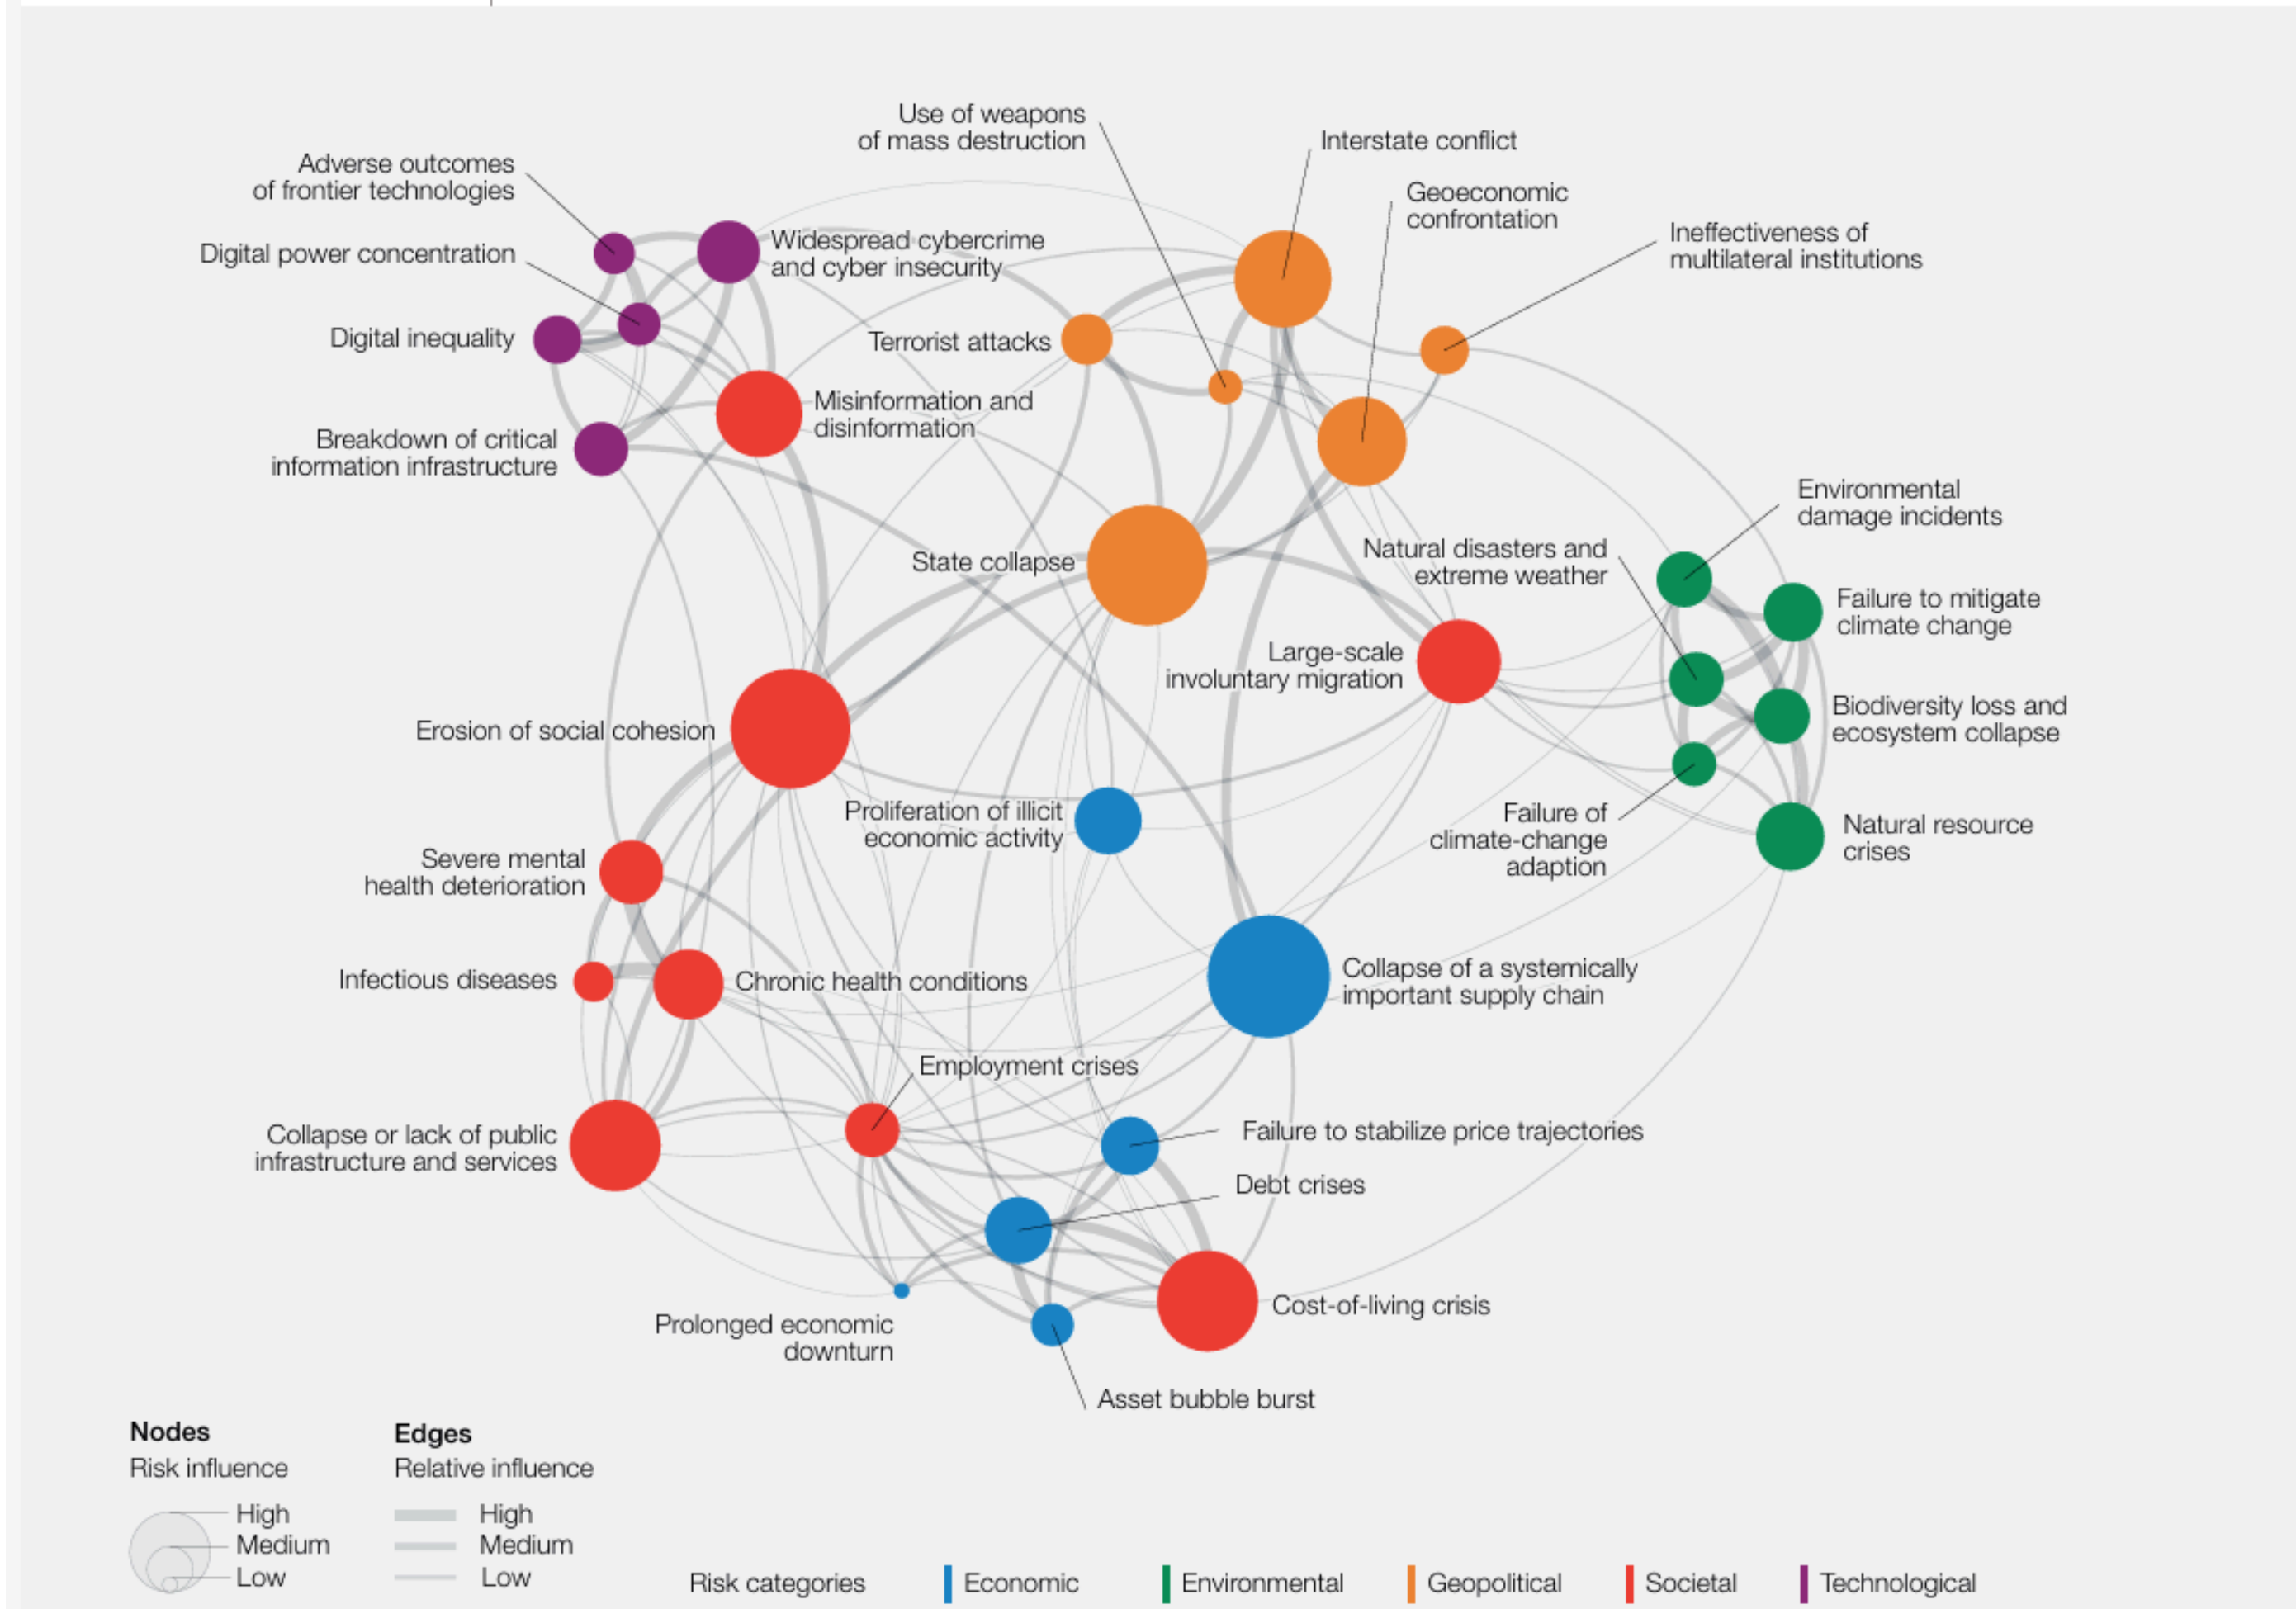 Use of weapons
of mass destruction
Interstate conflict
Adverse outcomes
of frontier technologies
Geoeconomic
confrontation
Ineffectiveness of
multilateral institutions
Digital power concentration
Widespread cybercrime
and cyber insecurity
Digital inequality
Terrorist attacks
Misinformation and
disinformation
Breakdown of critical
information infrastructure
Environmental
damage incidents
State collapse
Natural disasters and
extreme weather
Failure to mitigate
climate change
Large-scale
involuntary migration
Biodiversity loss and
ecosystem collapse
Erosion of social cohesion
Proliferation of illicit
economic activity
Failure of
climate-change
adaption
Natural resource
crises
Severe mental
health deterioration
Infectious diseases
Chronic health conditions
Collapse of a systemically
important supply chain
Employment crises
Collapse or lack of public
infrastructure and services
Failure to stabilize price trajectories
Debt crises
Prolonged economic
downturn
Cost-of-living crisis
Asset bubble burst
Nodes
Risk influence
High
Medium
Low
Edges
Relative influence
High
Medium
Low
Risk categories
Economic
Environmental
Geopolitical
Societal
Technological